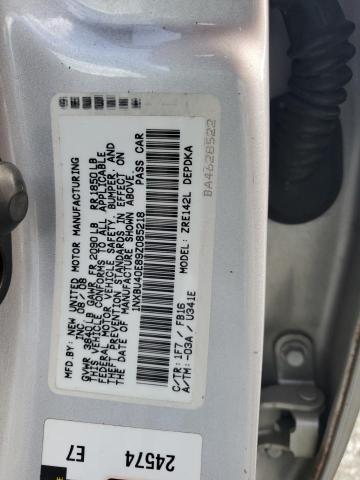 MFD. BY: NEW UNITED MOTOR MANUFACTURING
INC. 08/08
GVWR 3840 LB GAWR FR 2090 LB RR 1850 LB
THIS VEHICLE CONFORMS TO ALL APPLICABLE
FEDERAL MOTOR VEHICLE SAFETY, BUMPER, AND
THEFT PREVENTION STANDARDS IN EFFECT ON
THE DATE OF MANUFACTURE SHOWN ABOVE.
1NXBU40E89Z085218 PASS CAR
C/TR: 1F7 / FB16 ZRE142L DEPDKA
A/TM: -03A / U341E
BA4628522
24574
E7